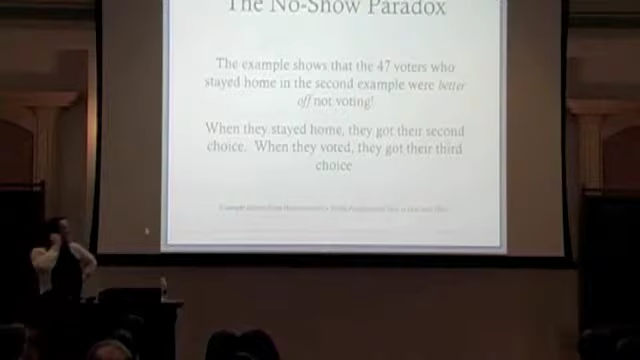 The No-Show Paradox
The example shows that the 47 voters who
stayed home in the second example were better
off not voting!
When they stayed home, they got their second
choice. When they voted, they got their third
choice